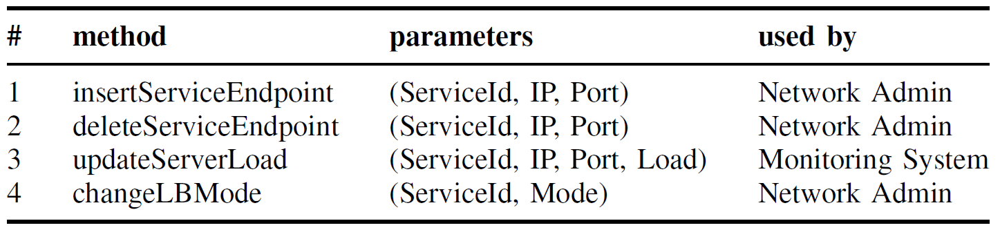 # method parameters used by
1 insertServiceEndpoint (ServiceId, IP, Port) Network Admin
2 deleteServiceEndpoint (ServiceId, IP, Port) Network Admin
3 updateServerLoad (ServiceId, IP, Port, Load) Monitoring System
4 changeLBMode (ServiceId, Mode) Network Admin